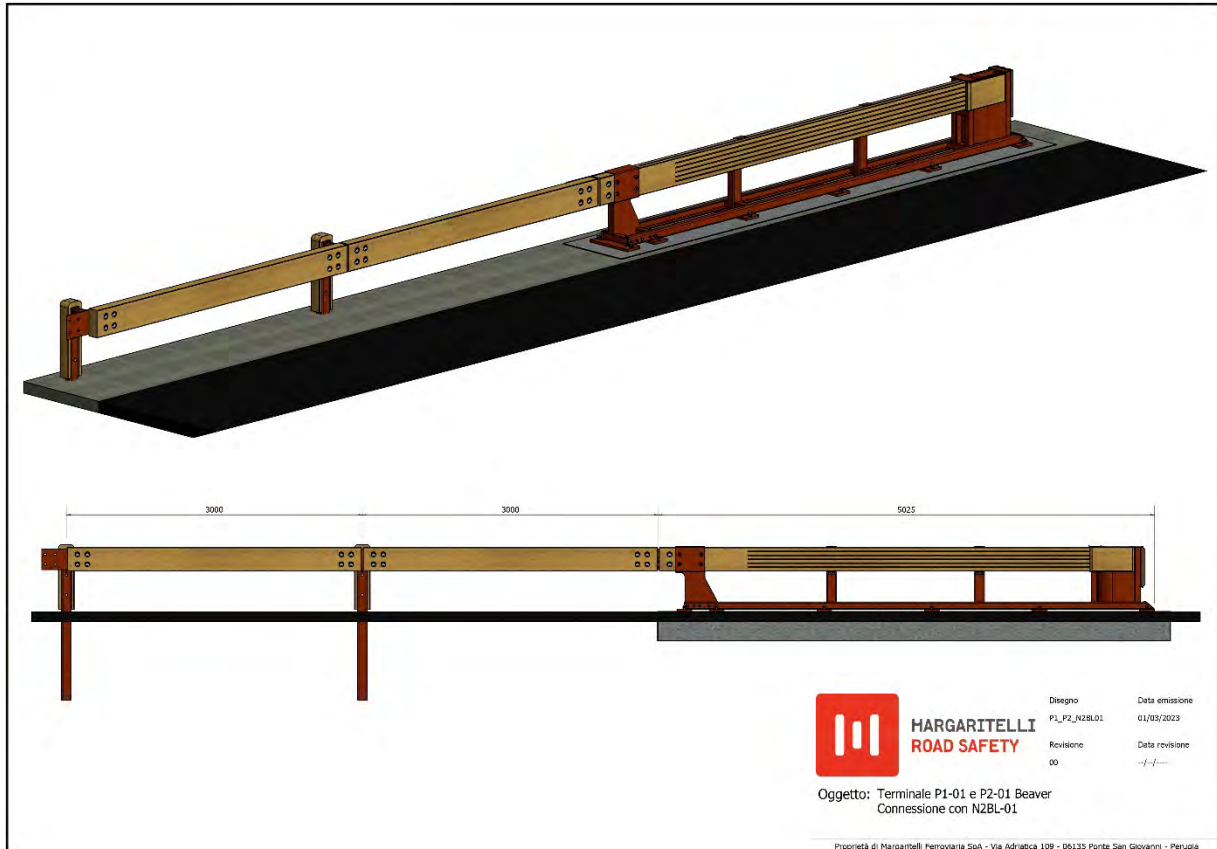 3000
3000
5025
MARGARITELLI
ROAD SAFETY
Disegno
Data emissione
P1_P2_N2BL01
01/03/2023
Revisione
Data revisione
00
--/--/----
Oggetto: Terminale P1-01 e P2-01 Beaver
Connessione con N2BL-01
Proprietà di Margaritelli Ferroviaria SpA - Via Adriatica 109 - 06135 Ponte San Giovanni - Perugia